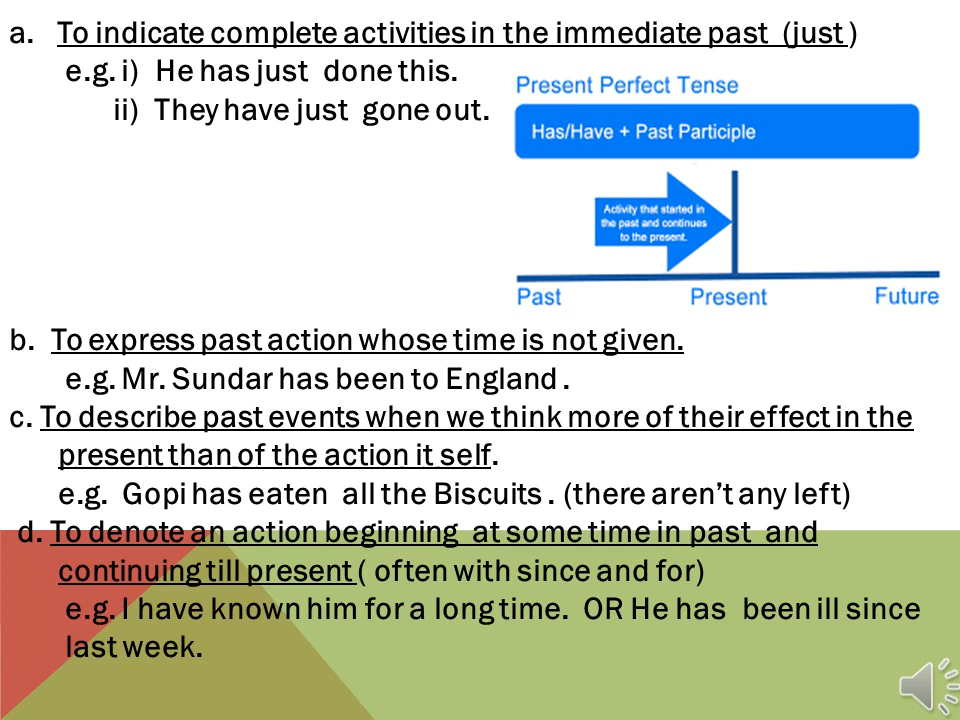 a. To indicate complete activities in the immediate past (just )
e.g. i) He has just done this.
ii) They have just gone out.
Present Perfect Tense
Has/Have + Past Participle
Activity that started in
the past and continues
to the present.
Past Present Future
b. To express past action whose time is not given.
e.g. Mr. Sundar has been to England .
c. To describe past events when we think more of their effect in the
present than of the action it self.
e.g. Gopi has eaten all the Biscuits . (there aren’t any left)
d. To denote an action beginning at some time in past and
continuing till present ( often with since and for)
e.g. I have known him for a long time. OR He has been ill since
last week.